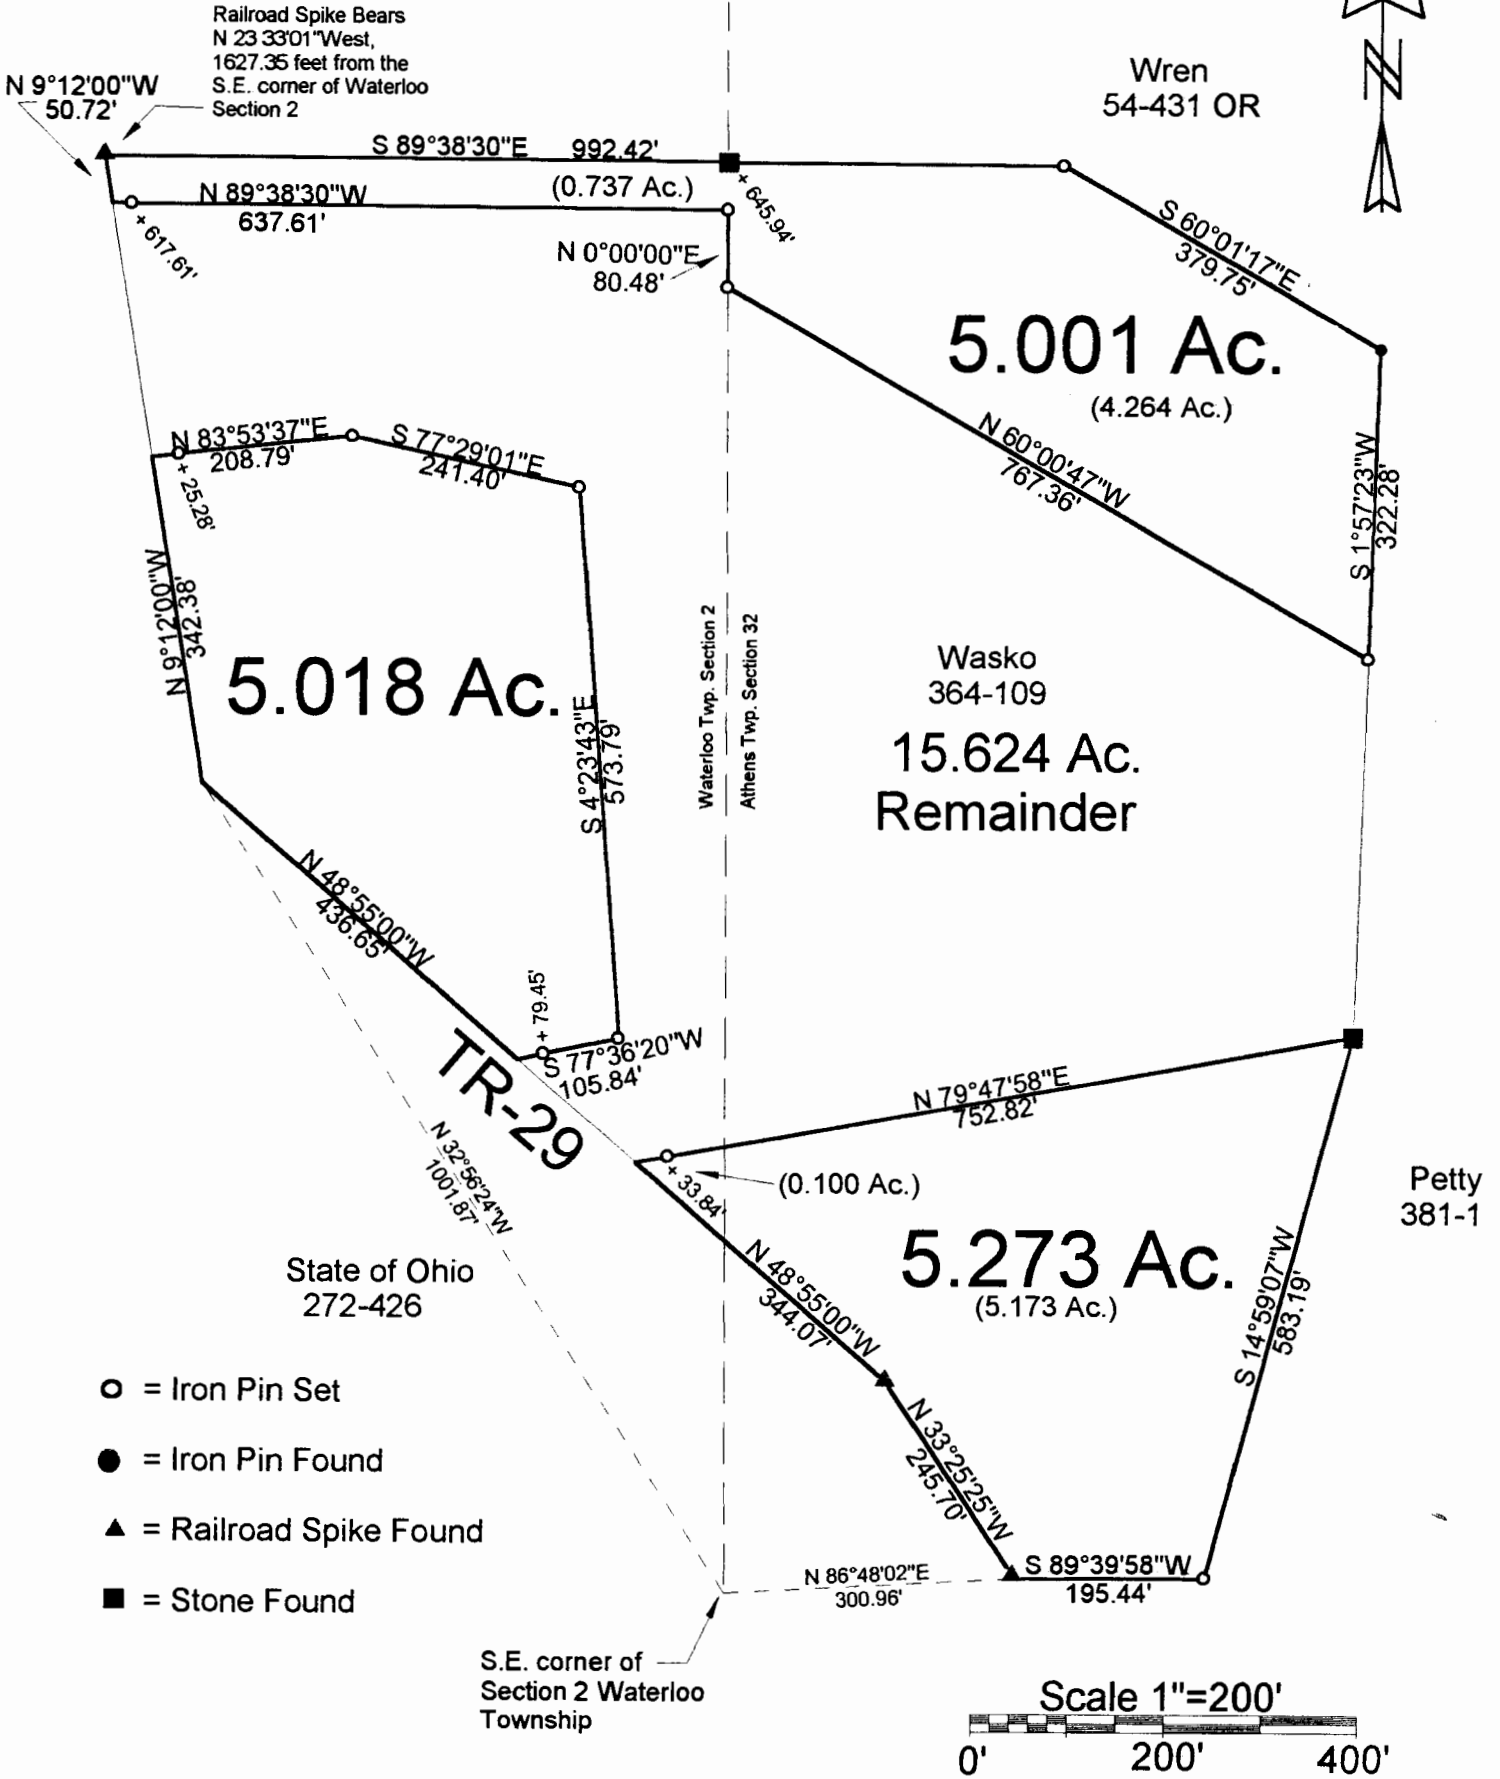 Railroad Spike Bears
N 23 33'01"West,
1627.35 feet from the
S.E. corner of Waterloo
Section 2
N 9°12'00"W
50.72'
N
Wren
54-431 OR
S 89°38'30"E 992.42'
(0.737 Ac.)
N 89°38'30"W
637.61'
+ 617.61'
+ 645.94'
N 0°00'00"E
80.48'
S 60°01'17"E
379.75'
5.001 Ac.
(4.264 Ac.)
N 60°00'47"W
767.36'
S 1°57'23"W
322.28'
N 83°53'37"E
208.79'
+ 25.28'
S 77°29'01"E
241.40'
N 9°12'00"W
342.38'
5.018 Ac.
S 4°23'43"E
573.79'
Waterloo Twp. Section 2
Athens Twp. Section 32
Wasko
364-109
15.624 Ac.
Remainder
N 48°55'00"W
436.65'
+ 79.45'
S 77°36'20"W
105.84'
TR-29
N 79°47'58"E
752.82'
+ 33.84'
(0.100 Ac.)
N 32°56'24"W
1001.87'
Petty
381-1
5.273 Ac.
(5.173 Ac.)
S 14°59'07"W
583.19'
N 48°55'00"W
344.07'
State of Ohio
272-426
N 33°25'25"W
245.70'
= Iron Pin Set
= Iron Pin Found
= Railroad Spike Found
= Stone Found
N 86°48'02"E
300.96'
S 89°39'58"W
195.44'
S.E. corner of
Section 2 Waterloo
Township
Scale 1"=200'
0' 200' 400'